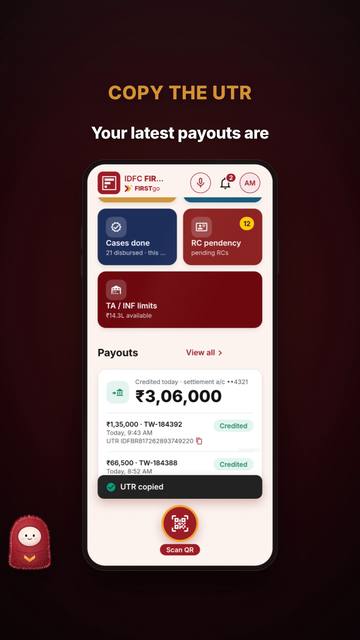 COPY THE UTR
Your latest payouts are
IDFC FIR...
FIRSTgo
2
AM
Cases done
21 disbursed · this ...
12
RC pendency
pending RCs
TA / INF limits
₹14.3L available
Payouts
View all >
Credited today · settlement a/c ••4321
₹3,06,000
₹1,35,000 · TW-184392
Credited
Today, 9:43 AM
UTR IDFBR817262893749220
₹66,500 · TW-184388
Credited
Today, 8:52 AM
UTR copied
Scan QR